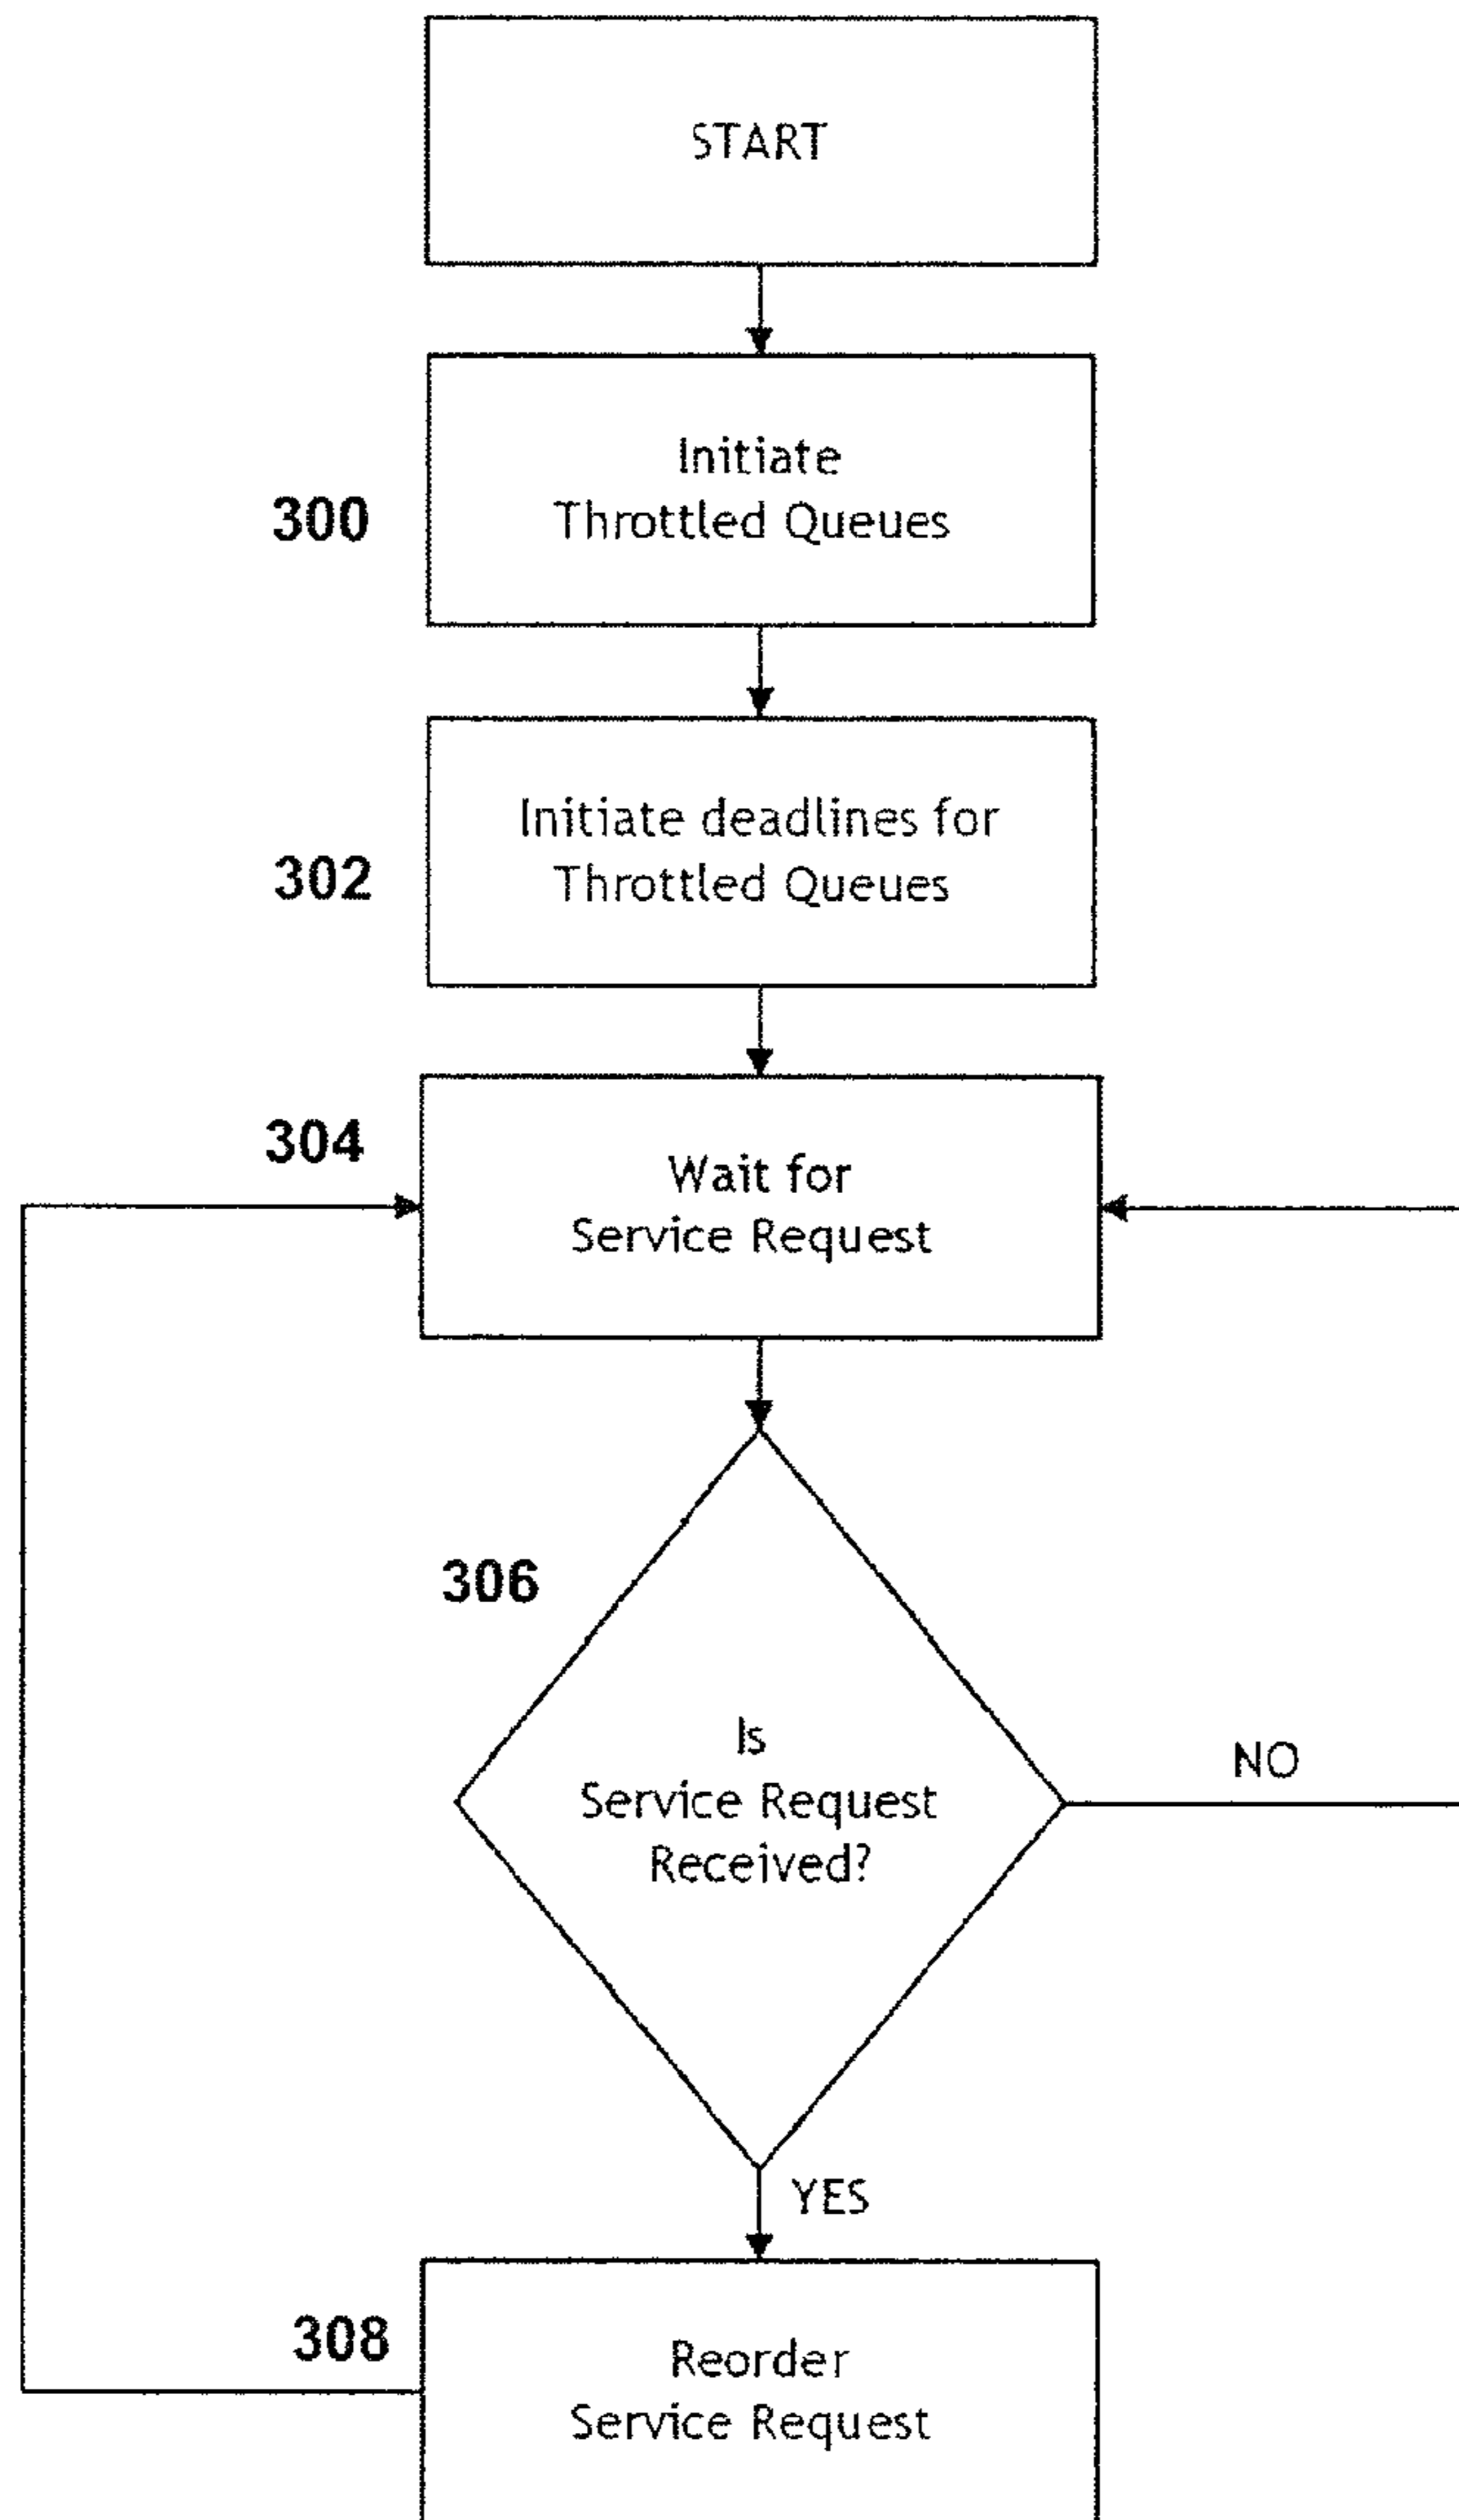 START
Initiate
Throttled Queues
300
Initiate deadlines for
Throttled Queues
302
304
Wait for
Service Request
306
Is
Service Request
Received?
NO
YES
308
Reorder
Service Request